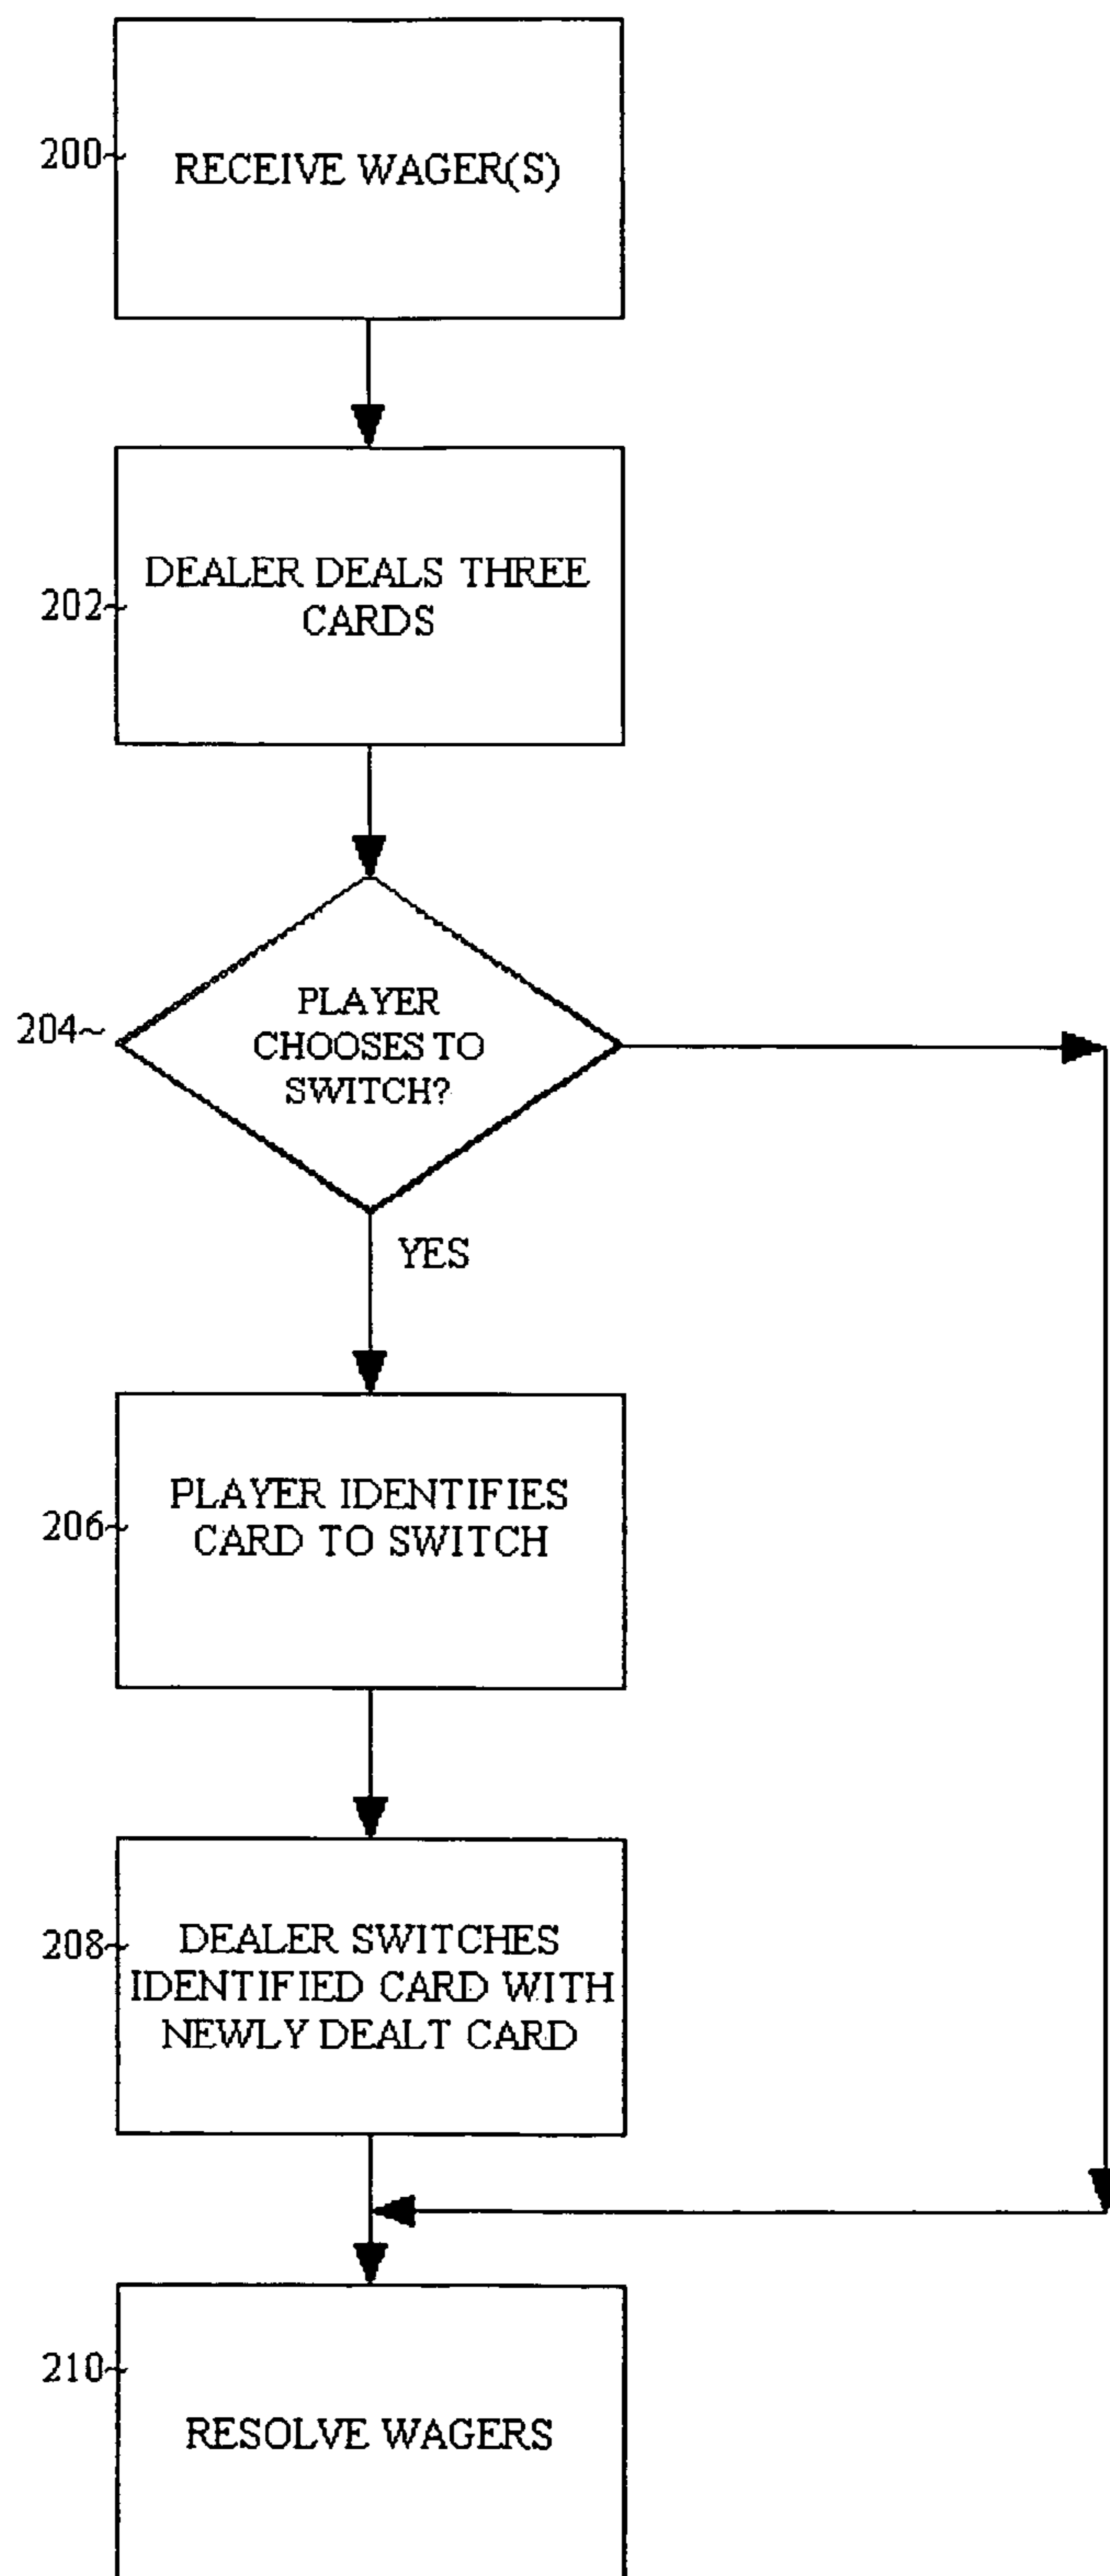 200~
RECEIVE WAGER(S)
202~
DEALER DEALS THREE
CARDS
204~
PLAYER
CHOOSES TO
SWITCH?
YES
206~
PLAYER IDENTIFIES
CARD TO SWITCH
208~
DEALER SWITCHES
IDENTIFIED CARD WITH
NEWLY DEALT CARD
210~
RESOLVE WAGERS